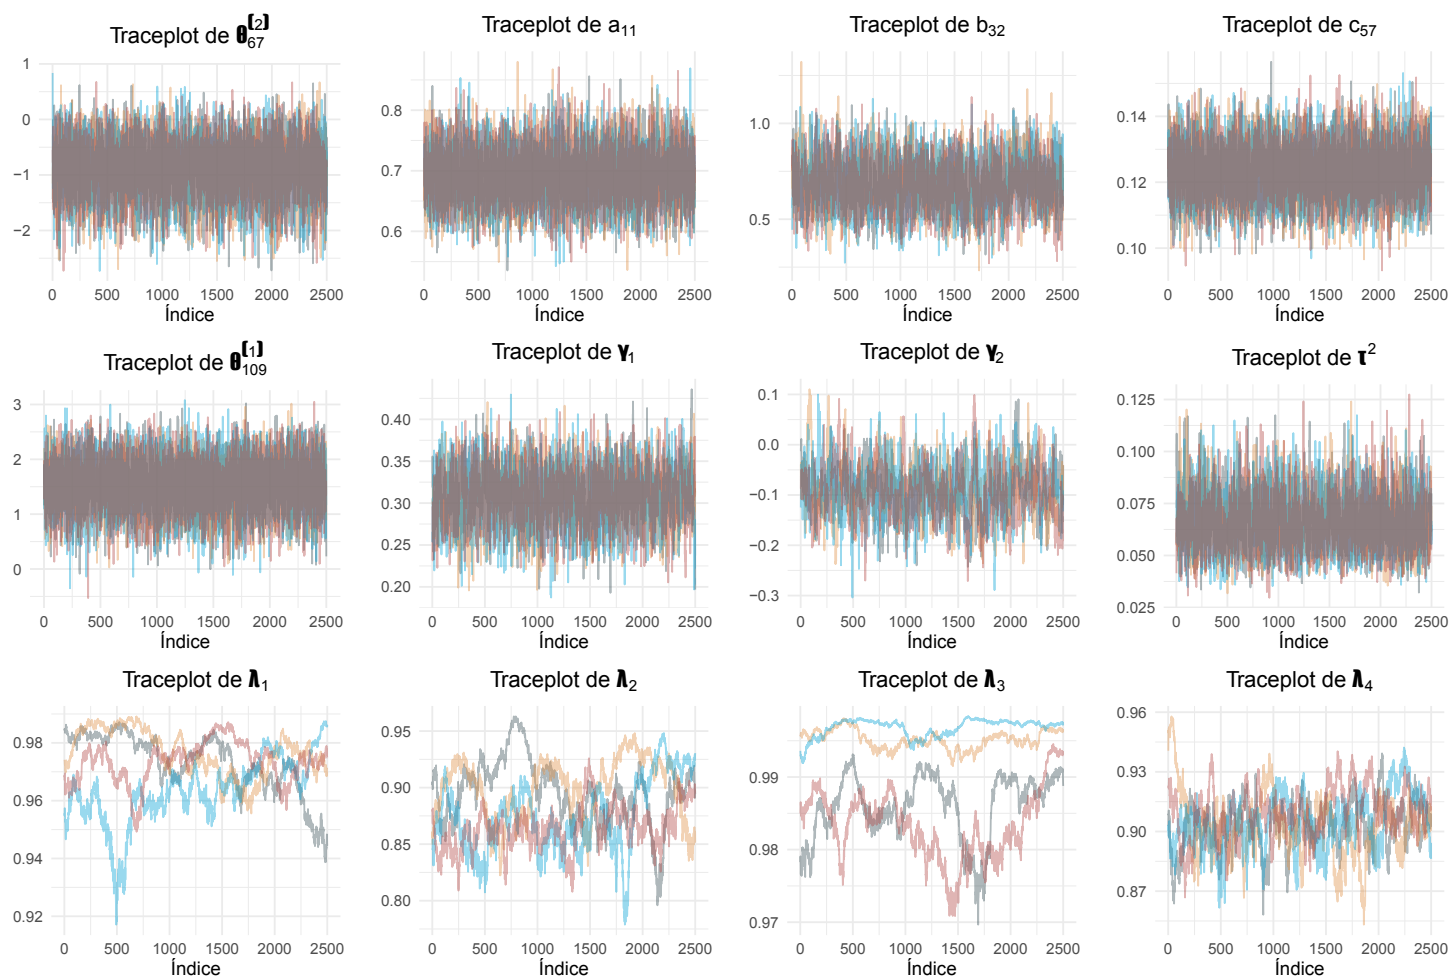 Traceplot de θ₆₇⁽²⁾
1
0
−1
−2
0 500 1000 1500 2000 2500
Índice
Traceplot de a₁₁
0.8
0.7
0.6
0 500 1000 1500 2000 2500
Índice
Traceplot de b₃₂
1.0
0.5
0 500 1000 1500 2000 2500
Índice
Traceplot de c₅₇
0.14
0.12
0.10
0 500 1000 1500 2000 2500
Índice
Traceplot de θ₁₀₉⁽¹⁾
3
2
1
0
0 500 1000 1500 2000 2500
Índice
Traceplot de γ₁
0.40
0.35
0.30
0.25
0.20
0 500 1000 1500 2000 2500
Índice
Traceplot de γ₂
0.1
0.0
−0.1
−0.2
−0.3
0 500 1000 1500 2000 2500
Índice
Traceplot de τ²
0.125
0.100
0.075
0.050
0.025
0 500 1000 1500 2000 2500
Índice
Traceplot de λ₁
0.98
0.96
0.94
0.92
0 500 1000 1500 2000 2500
Índice
Traceplot de λ₂
0.95
0.90
0.85
0.80
0 500 1000 1500 2000 2500
Índice
Traceplot de λ₃
0.99
0.98
0.97
0 500 1000 1500 2000 2500
Índice
Traceplot de λ₄
0.96
0.93
0.90
0.87
0 500 1000 1500 2000 2500
Índice